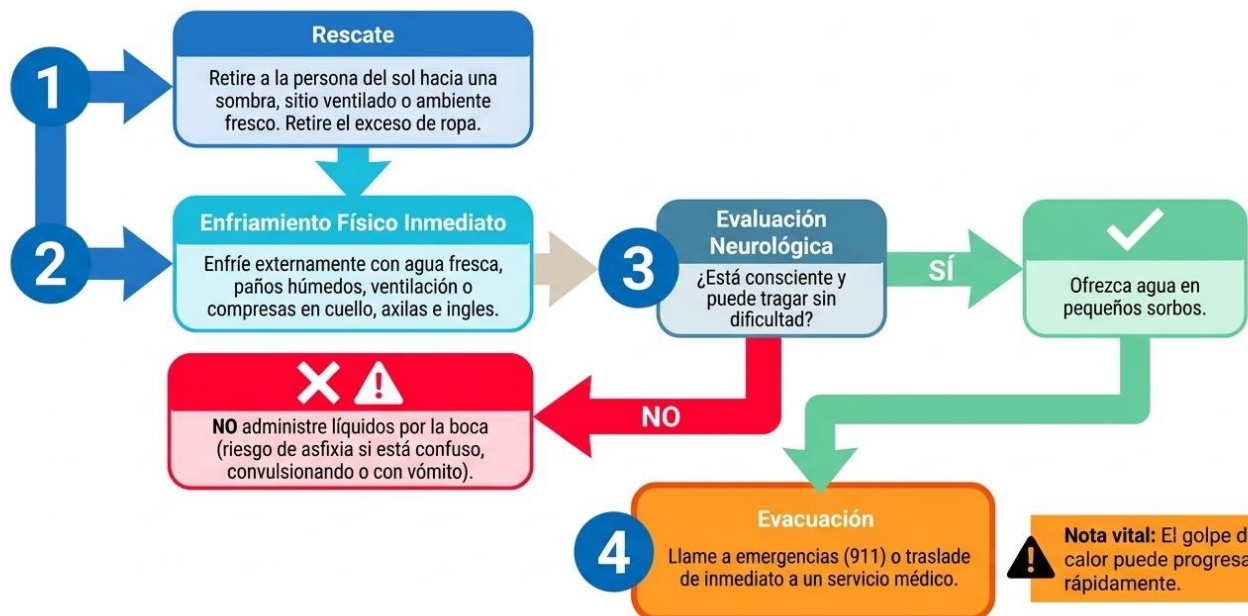 1
Rescate
Retire a la persona del sol hacia una
sombra, sitio ventilado o ambiente
fresco. Retire el exceso de ropa.
2
Enfriamiento Físico Inmediato
Enfríe externamente con agua fresca,
paños húmedos, ventilación o
compresas en cuello, axilas e ingles.
3
Evaluación
Neurológica
¿Está consciente y
puede tragar sin
dificultad?
SÍ
Ofrezca agua en
pequeños sorbos.
NO
NO administre líquidos por la boca
(riesgo de asfixia si está confuso,
convulsionando o con vómito).
4
Evacuación
Llame a emergencias (911) o traslade
de inmediato a un servicio médico.
Nota vital: El golpe d
calor puede progresa
rápidamente.